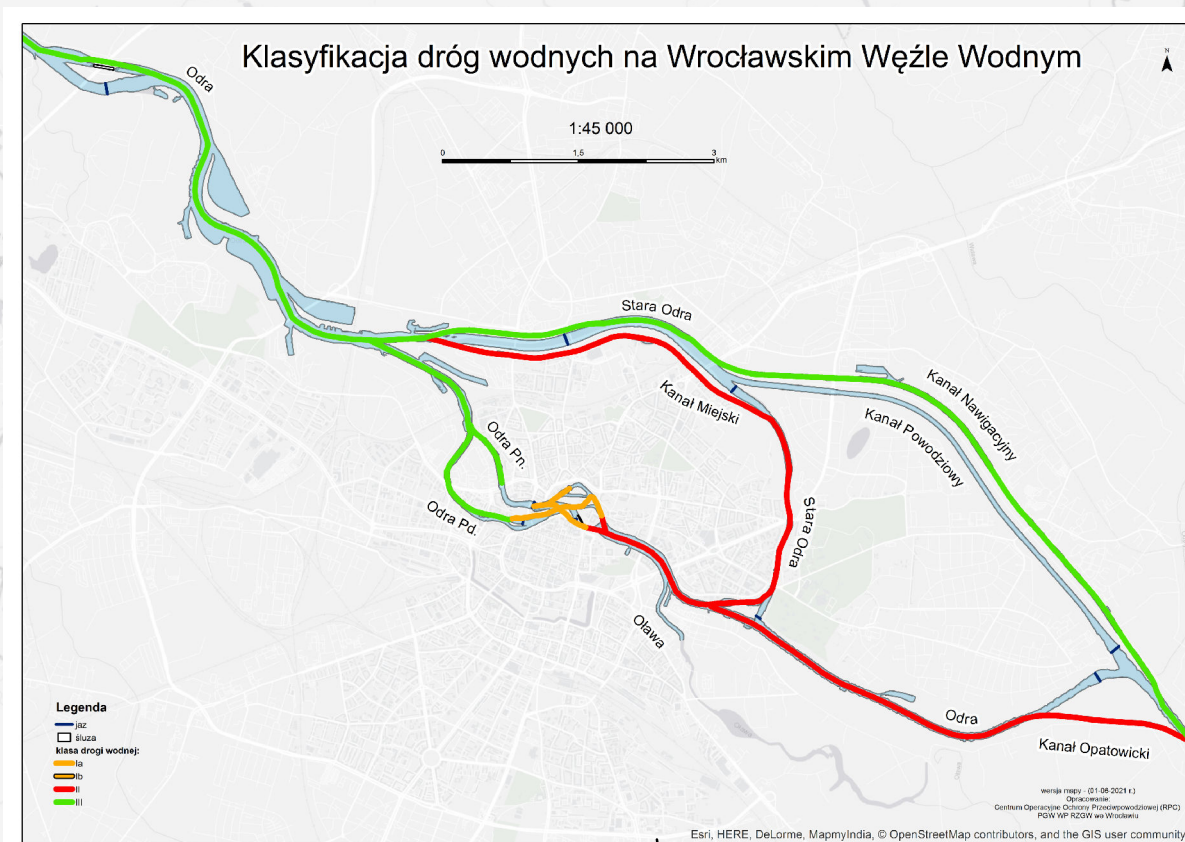 Klasyfikacja dróg wodnych na Wrocławskim Węźle Wodnym
N
1:45 000
0 1,5 3
km
Odra
Stara Odra
Kanał Miejski
Kanał Nawigacyjny
Kanał Powodziowy
Odra Pn.
Odra Pd.
Stara Odra
Oława
Odra
Kanał Opatowicki
Legenda
jaz
śluza
klasa drogi wodnej:
Ia
Ib
II
III
wersja mapy - (01-06-2021 r.)
Opracowanie:
Centrum Operacyjne Ochrony Przeciwpowodziowej (RPC)
PGW WP RZGW we Wrocławiu
Esri, HERE, DeLorme, MapmyIndia, © OpenStreetMap contributors, and the GIS user community